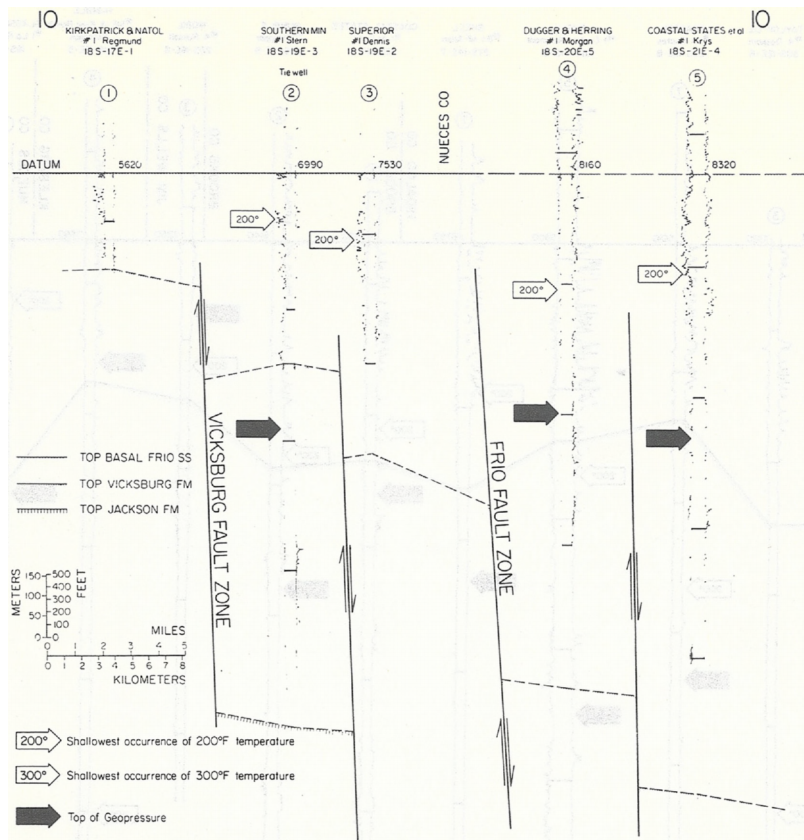 10
10
KIRKPATRICK & NATOL
#1 Regmund
18S-17E-1
SOUTHERN MIN
#1 Stern
18S-19E-3
Tie well
SUPERIOR
#1 Dennis
18S-19E-2
DUGGER & HERRING
#1 Morgan
18S-20E-5
COASTAL STATES et al
#1 Krys
18S-21E-4
1
2
3
4
5
NUECES CO
DATUM
5620
6990
7530
8160
8320
200°
200°
200°
200°
VICKSBURG FAULT ZONE
FRIO FAULT ZONE
TOP BASAL FRIO SS
TOP VICKSBURG FM
TOP JACKSON FM
METERS
150
100
50
0
500
400
300
200
100
0
FEET
MILES
0 1 2 3 4 5
0 1 2 3 4 5 6 7 8
KILOMETERS
200° Shallowest occurrence of 200°F temperature
300° Shallowest occurrence of 300°F temperature
Top of Geopressure